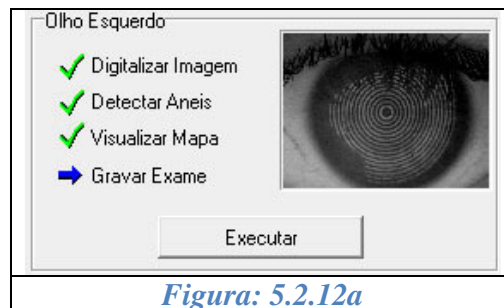 Olho Esquerdo
Digitalizar Imagem
Detectar Aneis
Visualizar Mapa
Gravar Exame
Executar
Figura: 5.2.12a